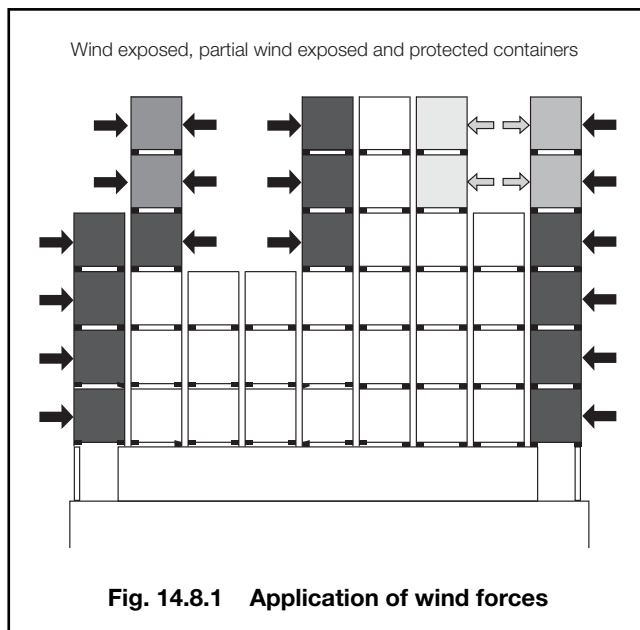 Wind exposed, partial wind exposed and protected containers
Fig. 14.8.1 Application of wind forces